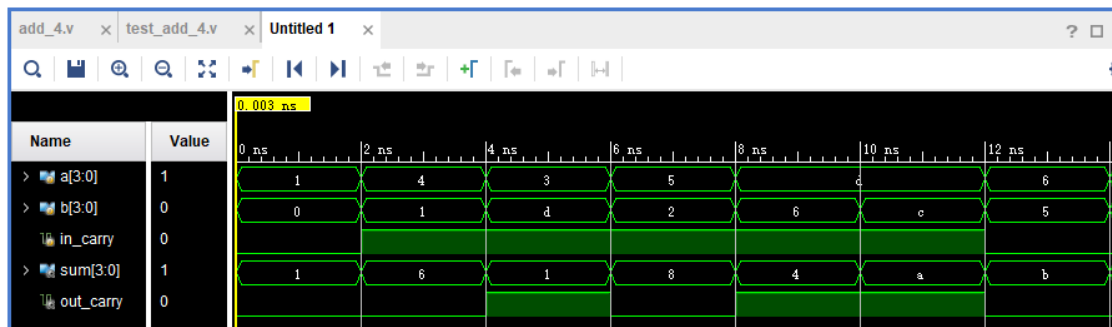 add_4.v × test_add_4.v × Untitled 1 × ?
0.003 ns
Name Value
0 ns 2 ns 4 ns 6 ns 8 ns 10 ns 12 ns
> a[3:0] 1 1 4 3 5 d 6
> b[3:0] 0 0 1 d 2 6 c 5
in_carry 0
> sum[3:0] 1 1 6 1 8 4 a b
out_carry 0